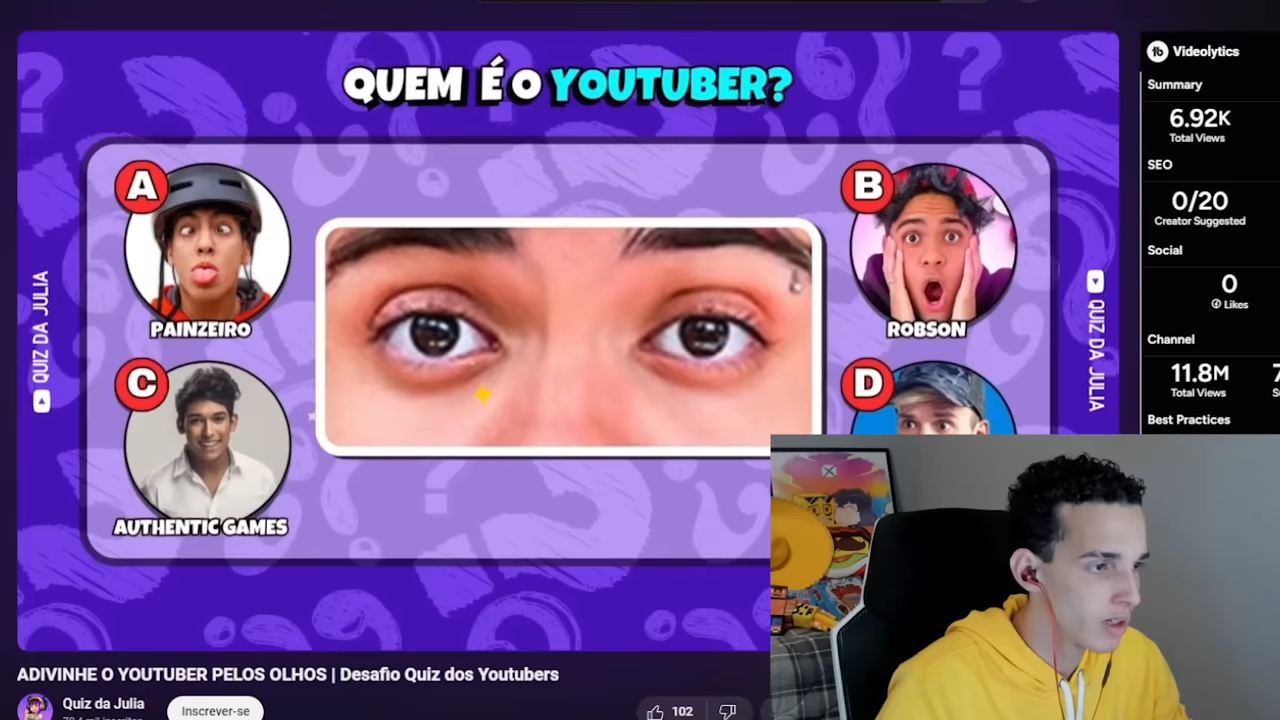 QUEM É O YOUTUBER?
A
PAINZEIRO
B
ROBSON
C
AUTHENTIC GAMES
D
QUIZ DA JULIA
QUIZ DA JULIA
ADIVINHE O YOUTUBER PELOS OLHOS | Desafio Quiz dos Youtubers
Quiz da Julia
Inscrever-se
102
Videolytics
Summary
6.92K
Total Views
SEO
0/20
Creator Suggested
Social
0
Likes
Channel
11.8M
Total Views
Best Practices